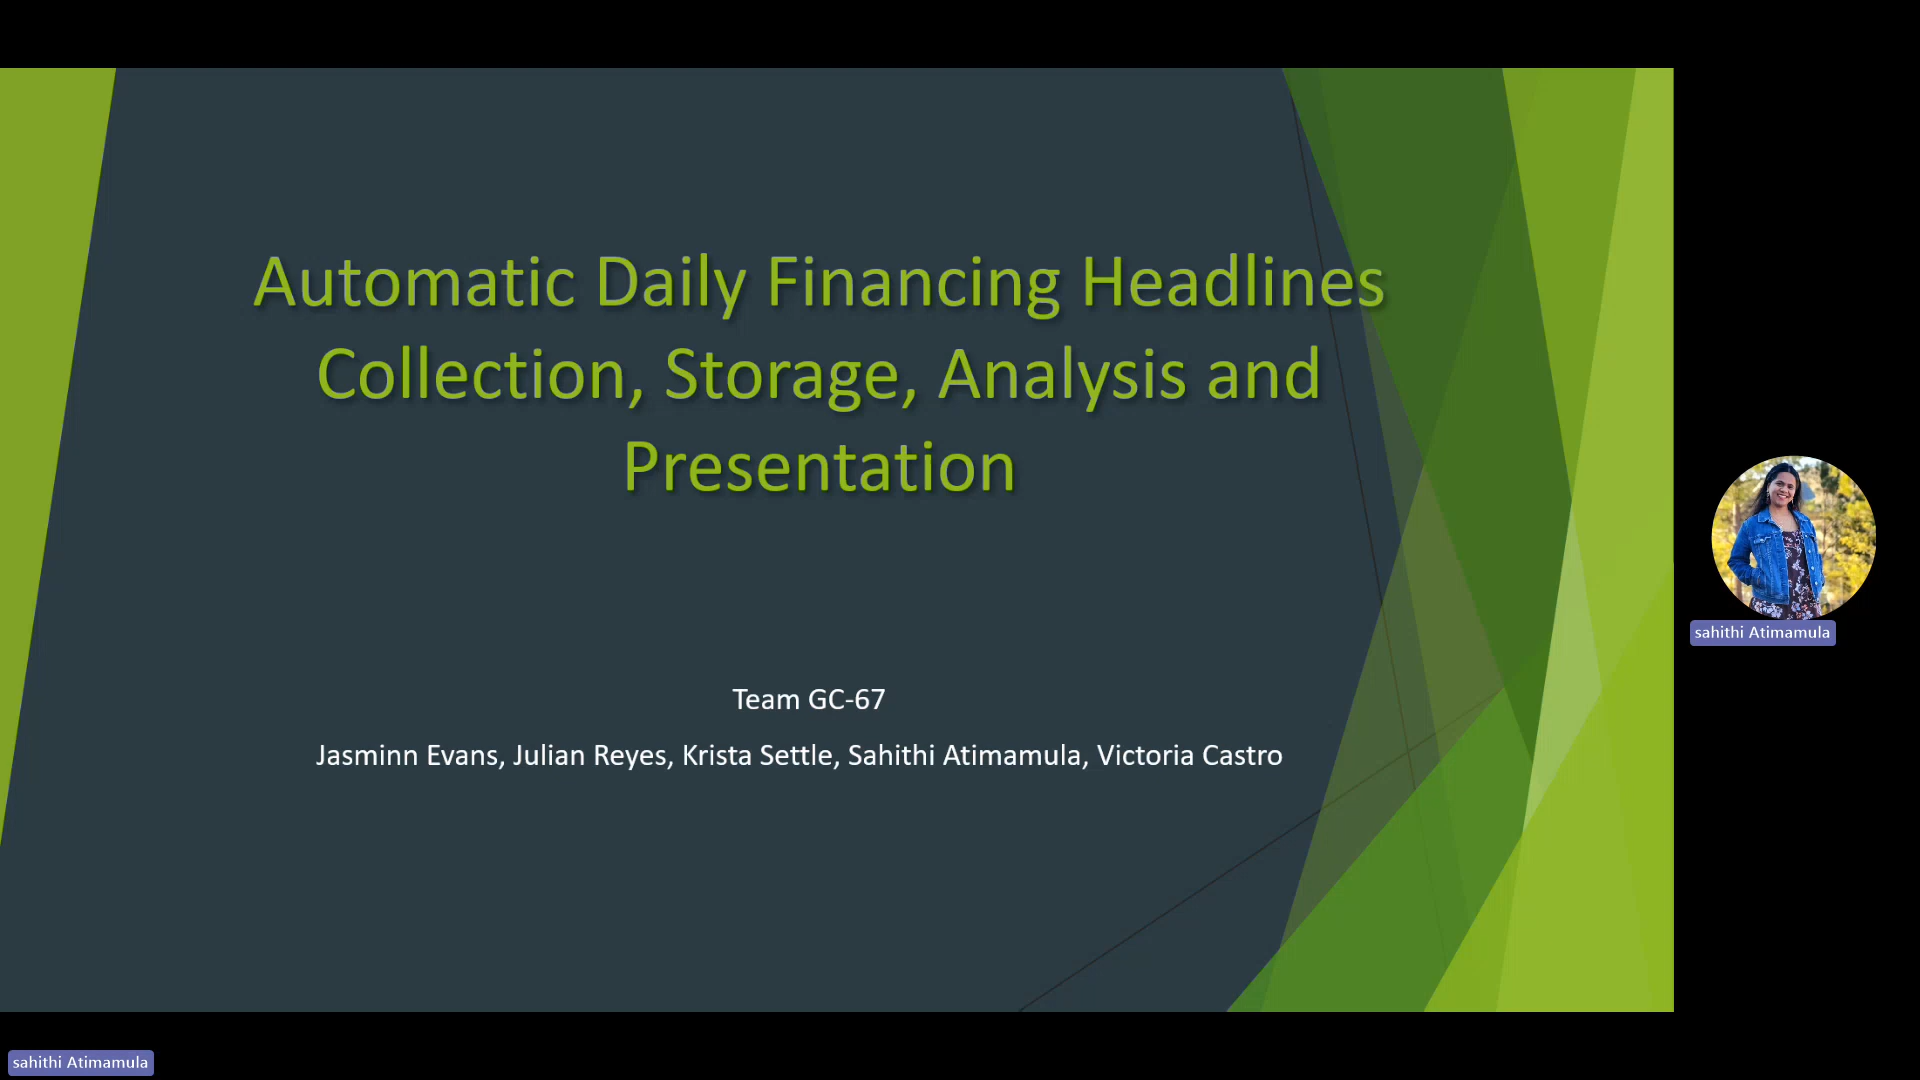 Automatic Daily Financing Headlines
Collection, Storage, Analysis and
Presentation
Team GC-67
Jasminn Evans, Julian Reyes, Krista Settle, Sahithi Atimamula, Victoria Castro
sahithi Atimamula
sahithi Atimamula